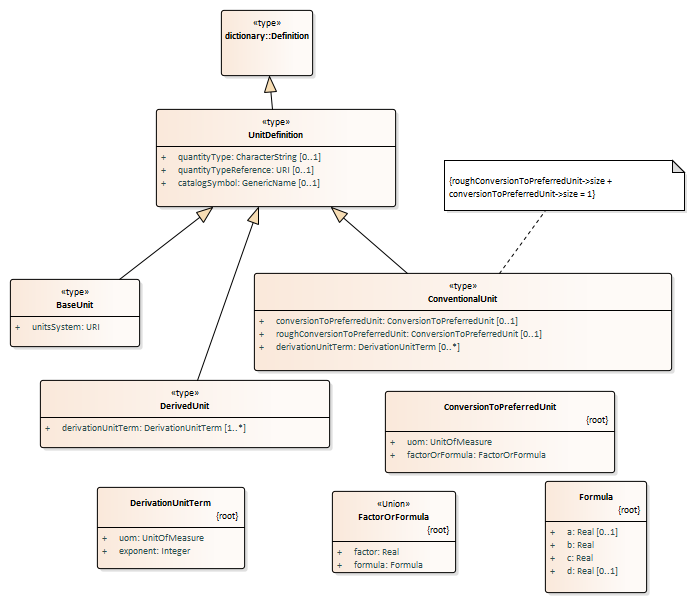 «type»
dictionary::Definition
«type»
UnitDefinition
+ quantityType: CharacterString [0..1]
+ quantityTypeReference: URI [0..1]
+ catalogSymbol: GenericName [0..1]
{roughConversionToPreferredUnit->size +
conversionToPreferredUnit->size = 1}
«type»
BaseUnit
+ unitsSystem: URI
«type»
ConventionalUnit
+ conversionToPreferredUnit: ConversionToPreferredUnit [0..1]
+ roughConversionToPreferredUnit: ConversionToPreferredUnit [0..1]
+ derivationUnitTerm: DerivationUnitTerm [0..*]
«type»
DerivedUnit
+ derivationUnitTerm: DerivationUnitTerm [1..*]
ConversionToPreferredUnit
{root}
+ uom: UnitOfMeasure
+ factorOrFormula: FactorOrFormula
DerivationUnitTerm
{root}
+ uom: UnitOfMeasure
+ exponent: Integer
«Union»
FactorOrFormula
{root}
+ factor: Real
+ formula: Formula
Formula
{root}
+ a: Real [0..1]
+ b: Real
+ c: Real
+ d: Real [0..1]